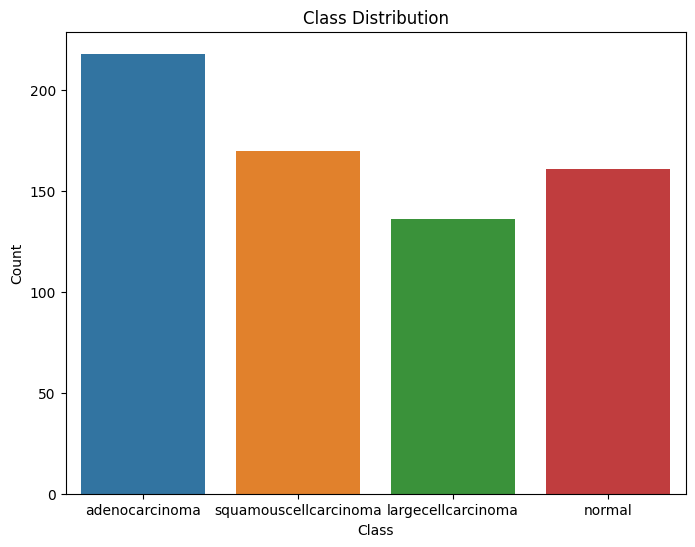 Class Distribution
Count
200
150
100
50
0
adenocarcinoma squamouscellcarcinoma largecellcarcinoma normal
Class